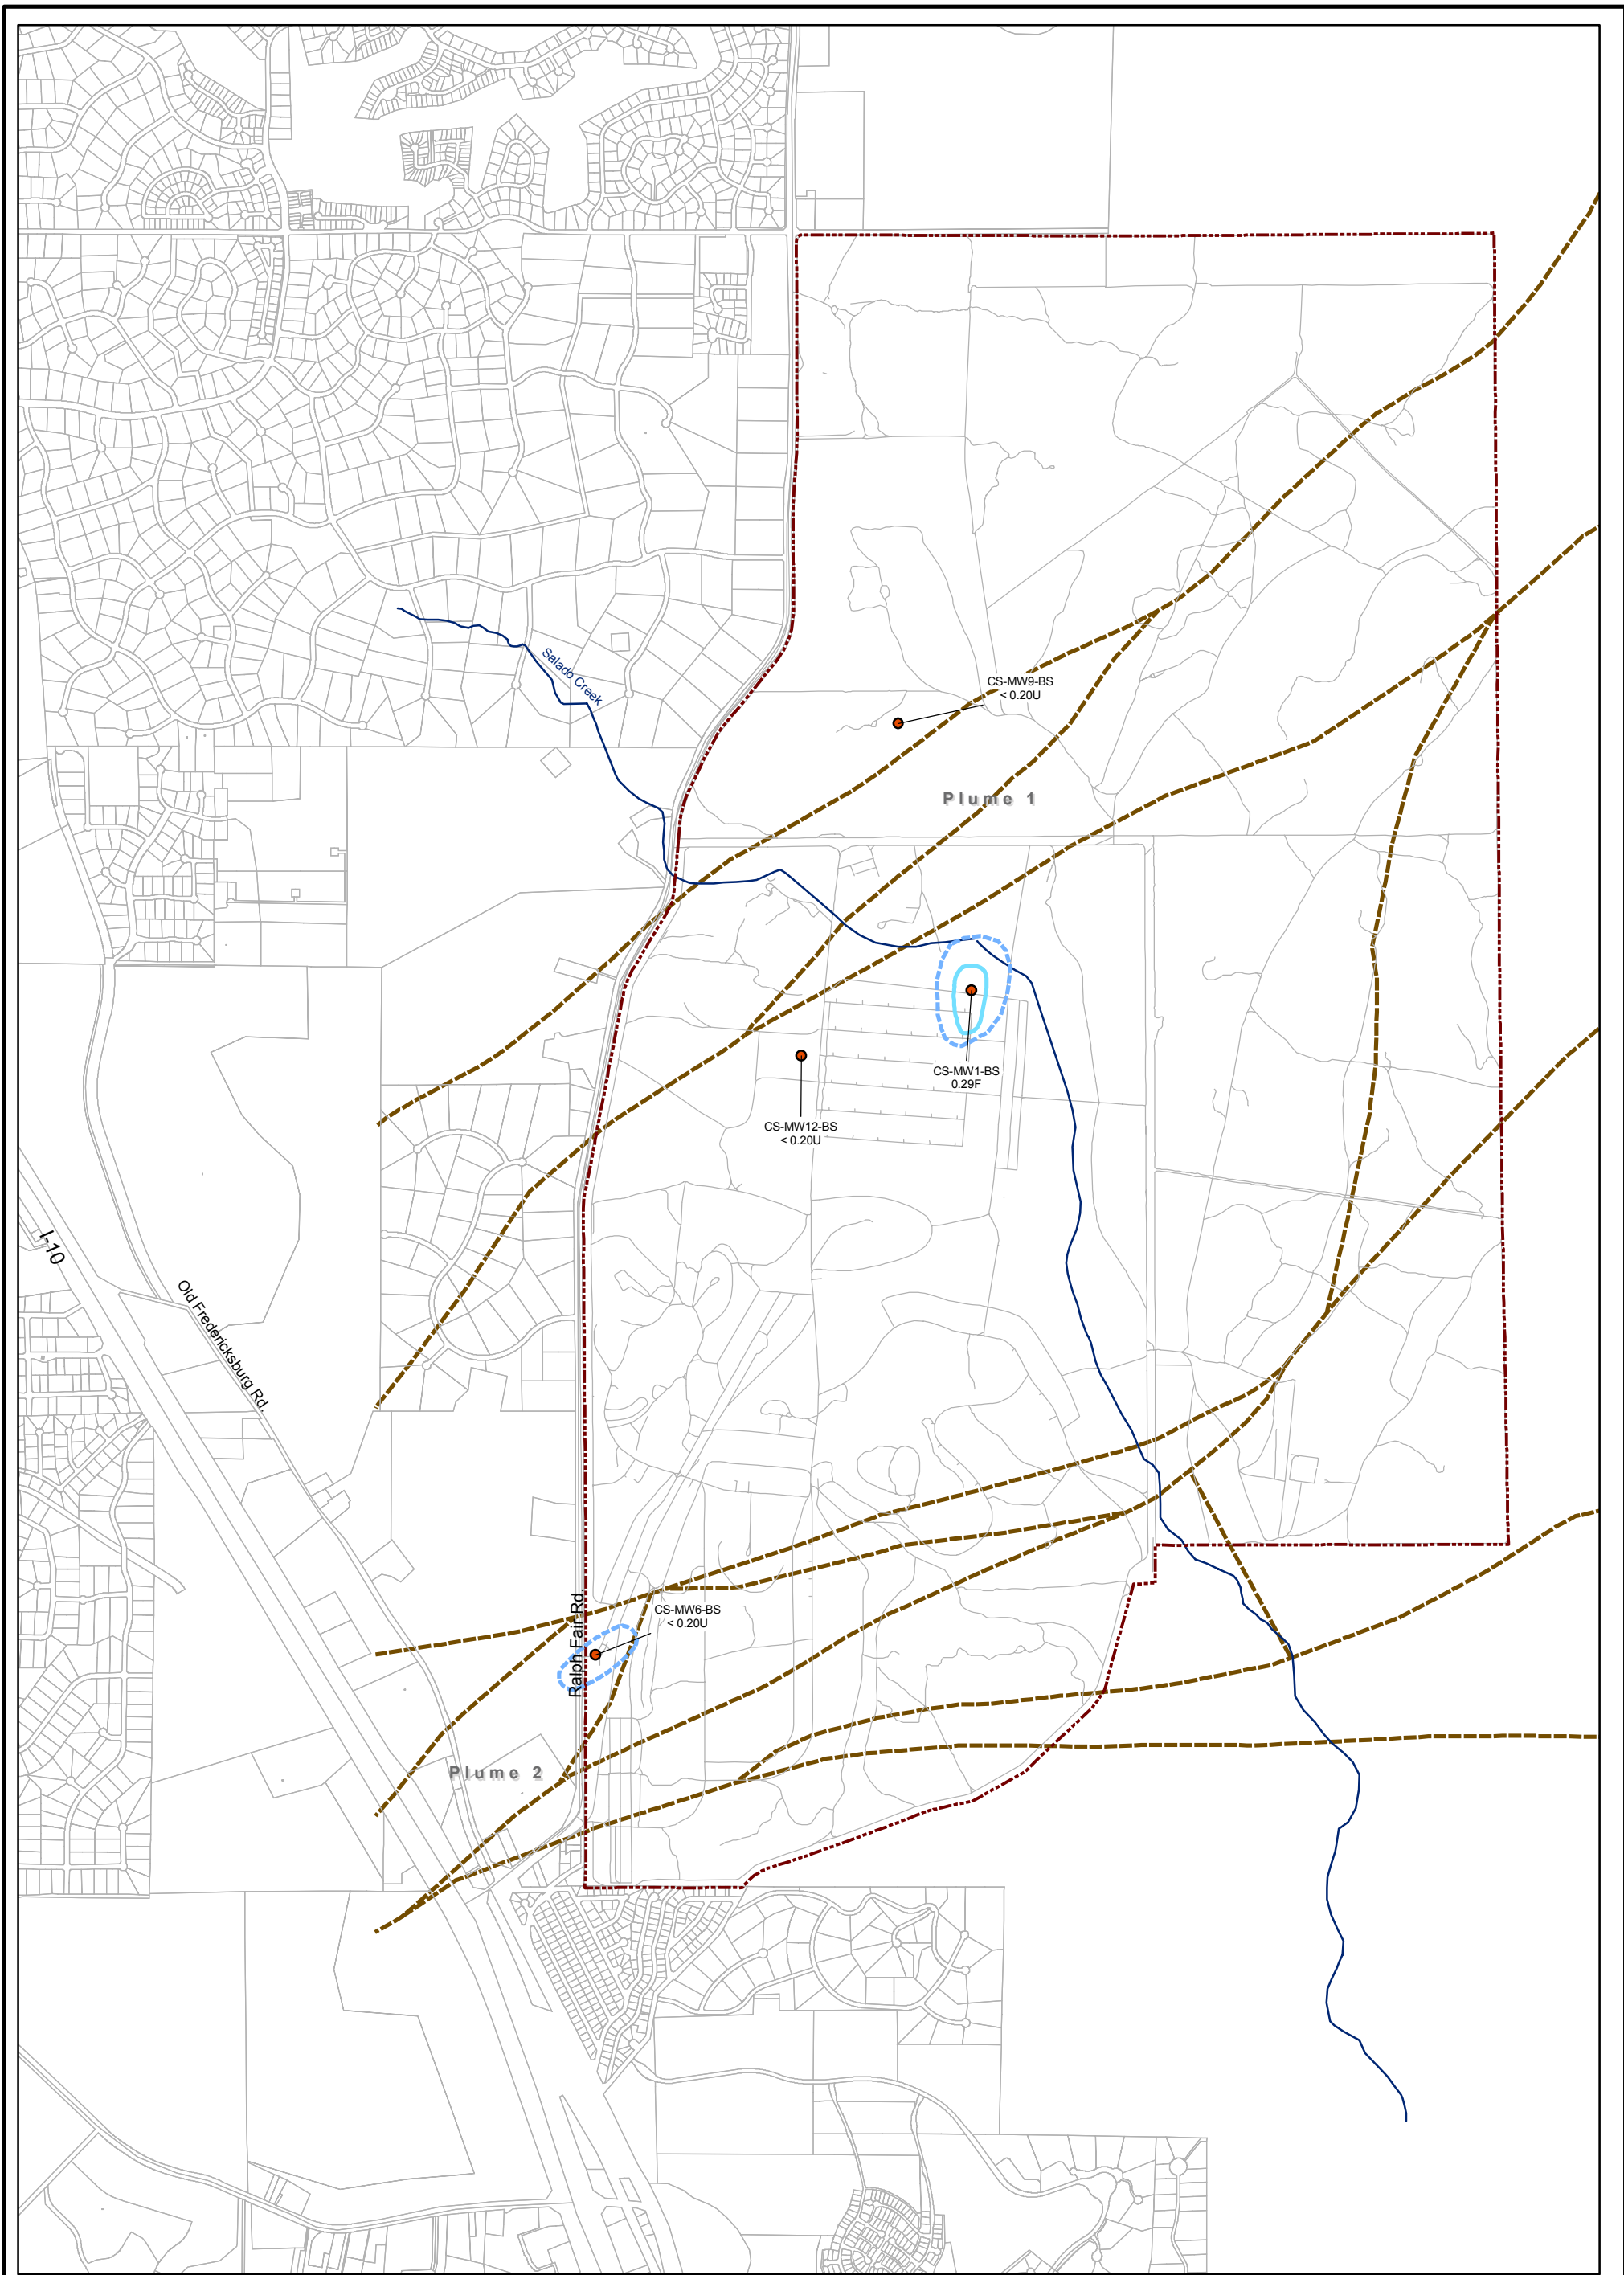 Salado Creek
CS-MW9-BS
< 0.20U
Plume 1
CS-MW1-BS
0.29F
CS-MW12-BS
< 0.20U
I-10
Old Fredericksburg Rd.
CS-MW6-BS
< 0.20U
Ralph Fair Rd.
Plume 2